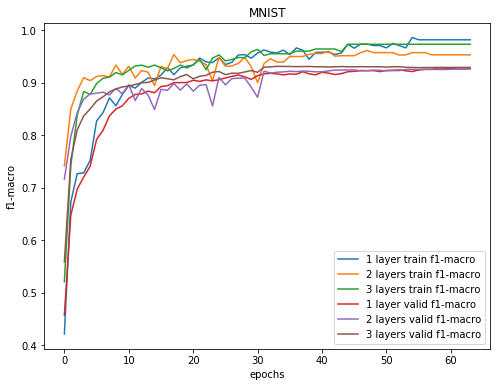 MNIST
1.0
0.9
0.8
0.7
0.6
0.5
0.4
f1-macro
0 10 20 30 40 50 60
epochs
1 layer train f1-macro
2 layers train f1-macro
3 layers train f1-macro
1 layer valid f1-macro
2 layers valid f1-macro
3 layers valid f1-macro